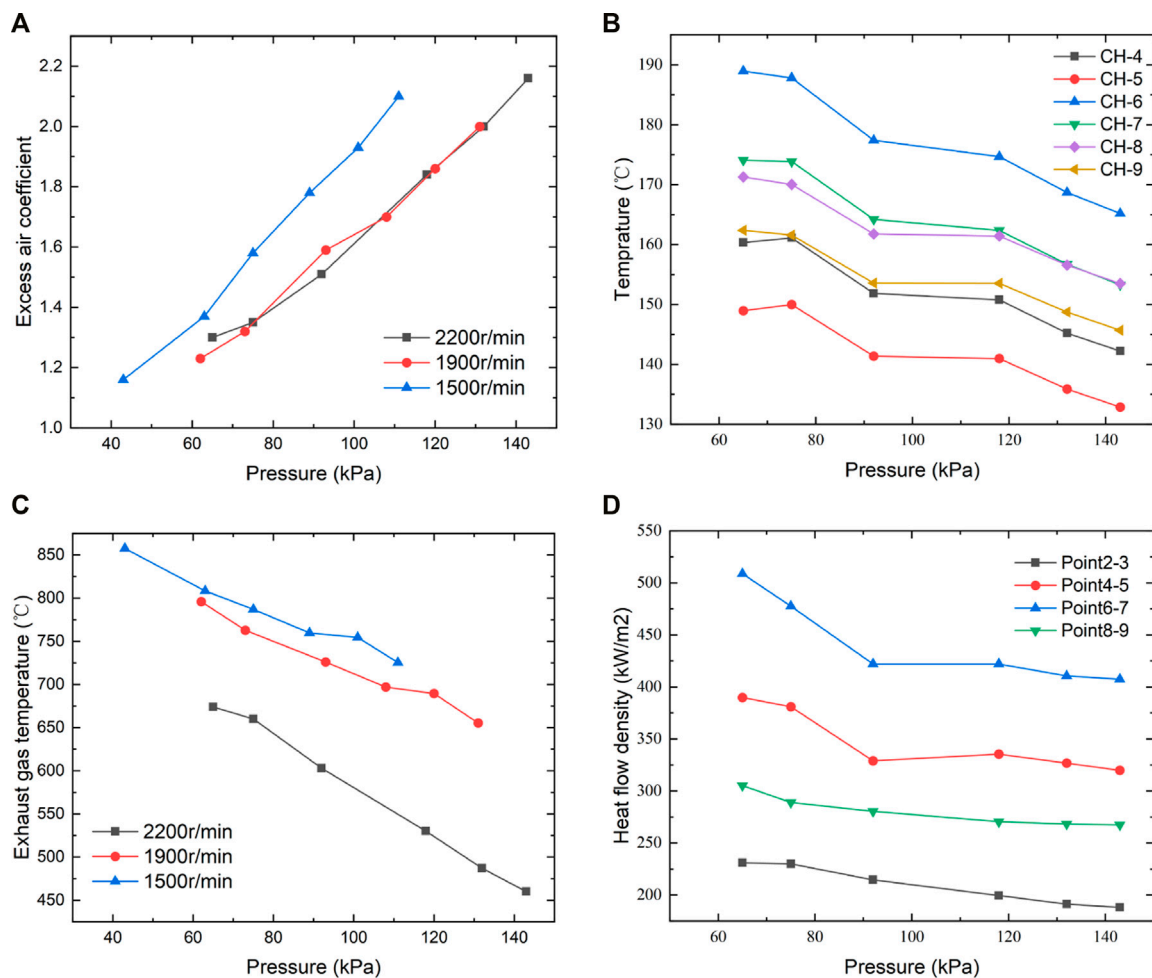 A
Excess air coefficient
2.2
2.0
1.8
1.6
1.4
1.2
1.0
2200r/min
1900r/min
1500r/min
40 60 80 100 120 140
Pressure (kPa)
B
Temprature (℃)
190
180
170
160
150
140
130
CH-4
CH-5
CH-6
CH-7
CH-8
CH-9
60 80 100 120 140
Pressure (kPa)
C
Exhaust gas temperature (℃)
850
800
750
700
650
600
550
500
450
2200r/min
1900r/min
1500r/min
40 60 80 100 120 140
Pressure (kPa)
D
Heat flow density (kW/m2)
550
500
450
400
350
300
250
200
Point2-3
Point4-5
Point6-7
Point8-9
60 80 100 120 140
Pressure (kPa)